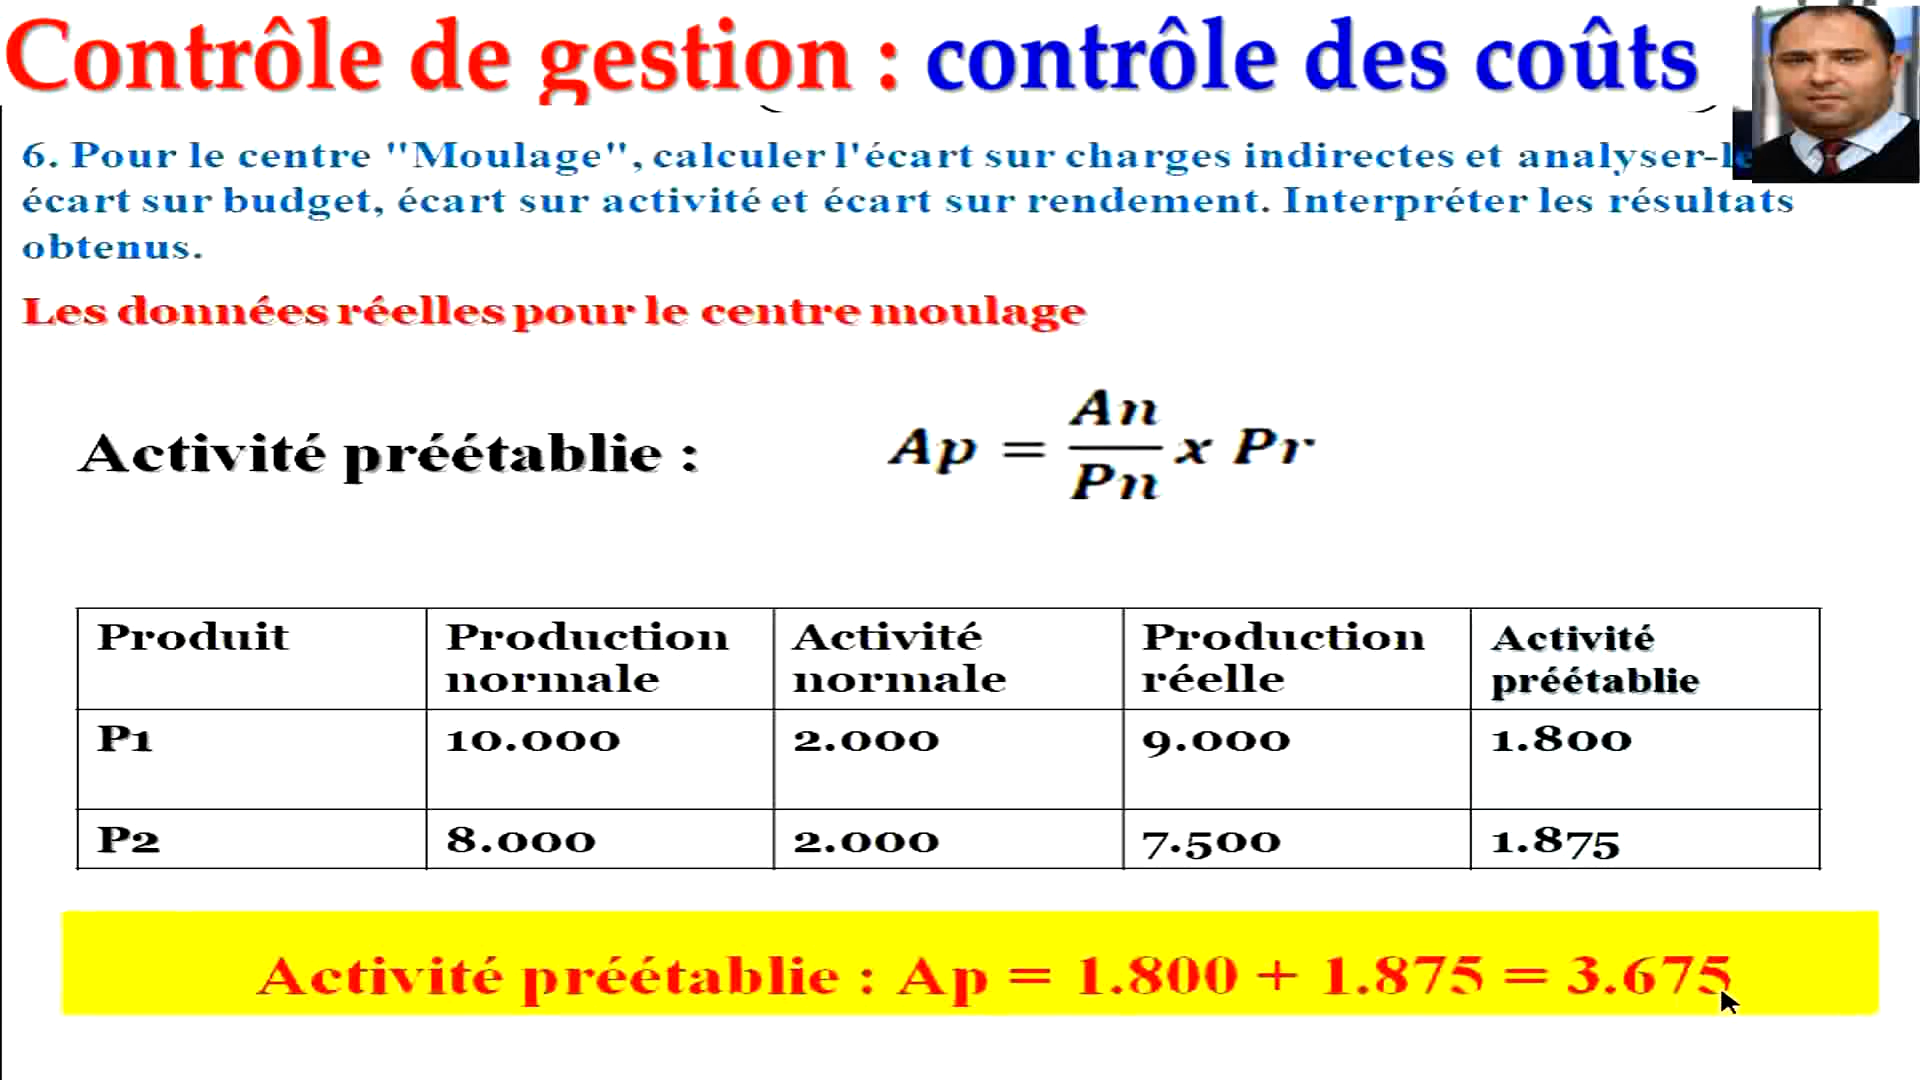 Contrôle de gestion : contrôle des coûts
6. Pour le centre "Moulage", calculer l'écart sur charges indirectes et analyser-le
écart sur budget, écart sur activité et écart sur rendement. Interpréter les résultats
obtenus.
Les données réelles pour le centre moulage
Activité préétablie : Ap = An / Pn x Pr
Produit Production normale Activité normale Production réelle Activité préétablie
P1 10.000 2.000 9.000 1.800
P2 8.000 2.000 7.500 1.875
Activité préétablie : Ap = 1.800 + 1.875 = 3.675